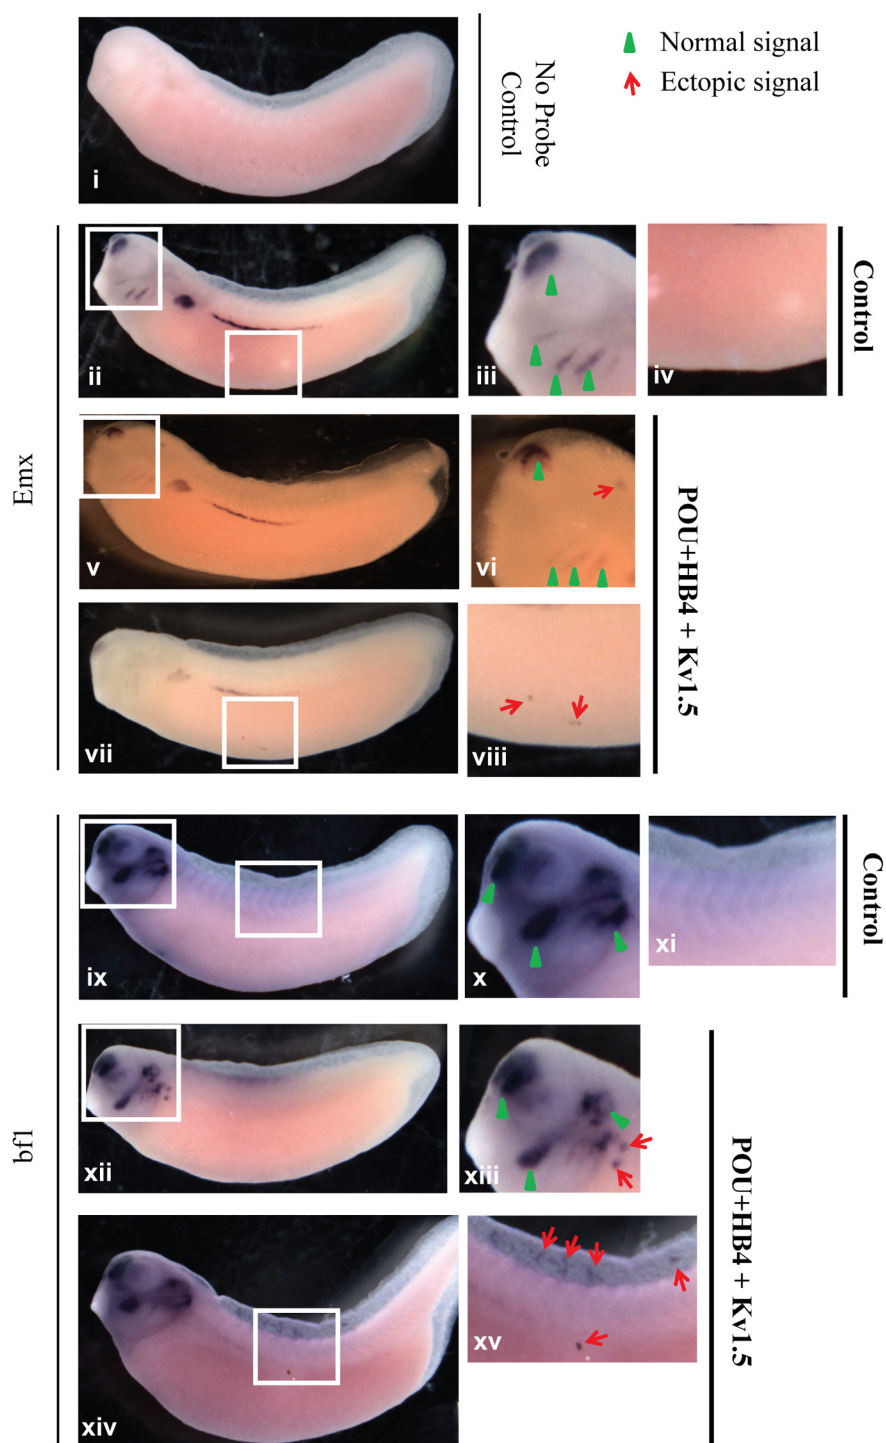 Normal signal
Ectopic signal
No Probe
Control
i
Emx
ii
iii
iv
Control
v
vi
vii
viii
POU+HB4 + Kv1.5
bf1
ix
x
xi
Control
xii
xiii
xiv
xv
POU+HB4 + Kv1.5